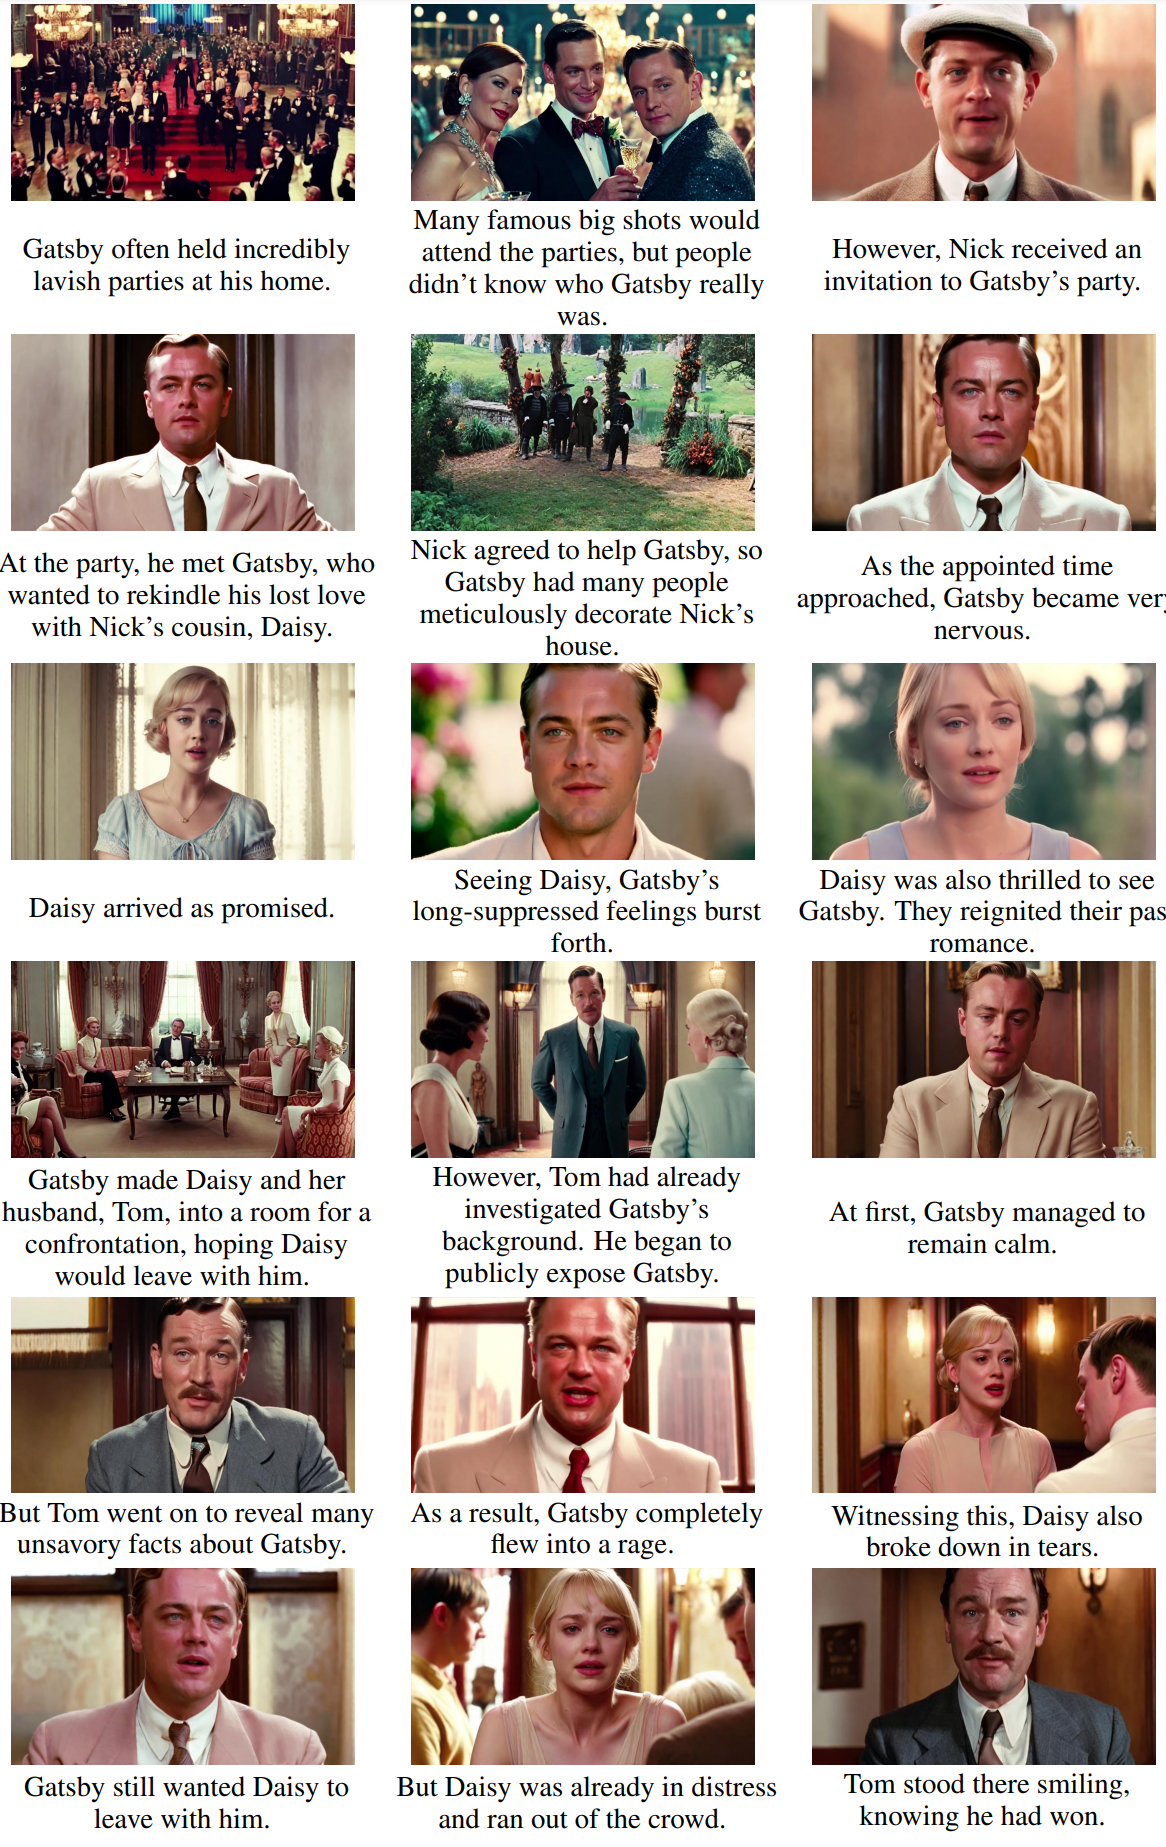 Gatsby often held incredibly
lavish parties at his home.
Many famous big shots would
attend the parties, but people
didn't know who Gatsby really
was.
However, Nick received an
invitation to Gatsby's party.
At the party, he met Gatsby, who
wanted to rekindle his lost love
with Nick's cousin, Daisy.
Nick agreed to help Gatsby, so
Gatsby had many people
meticulously decorate Nick's
house.
As the appointed time
approached, Gatsby became very
nervous.
Daisy arrived as promised.
Seeing Daisy, Gatsby's
long-suppressed feelings burst
forth.
Daisy was also thrilled to see
Gatsby. They reignited their pas
romance.
Gatsby made Daisy and her
husband, Tom, into a room for a
confrontation, hoping Daisy
would leave with him.
However, Tom had already
investigated Gatsby's
background. He began to
publicly expose Gatsby.
At first, Gatsby managed to
remain calm.
But Tom went on to reveal many
unsavory facts about Gatsby.
As a result, Gatsby completely
flew into a rage.
Witnessing this, Daisy also
broke down in tears.
Gatsby still wanted Daisy to
leave with him.
But Daisy was already in distress
and ran out of the crowd.
Tom stood there smiling,
knowing he had won.